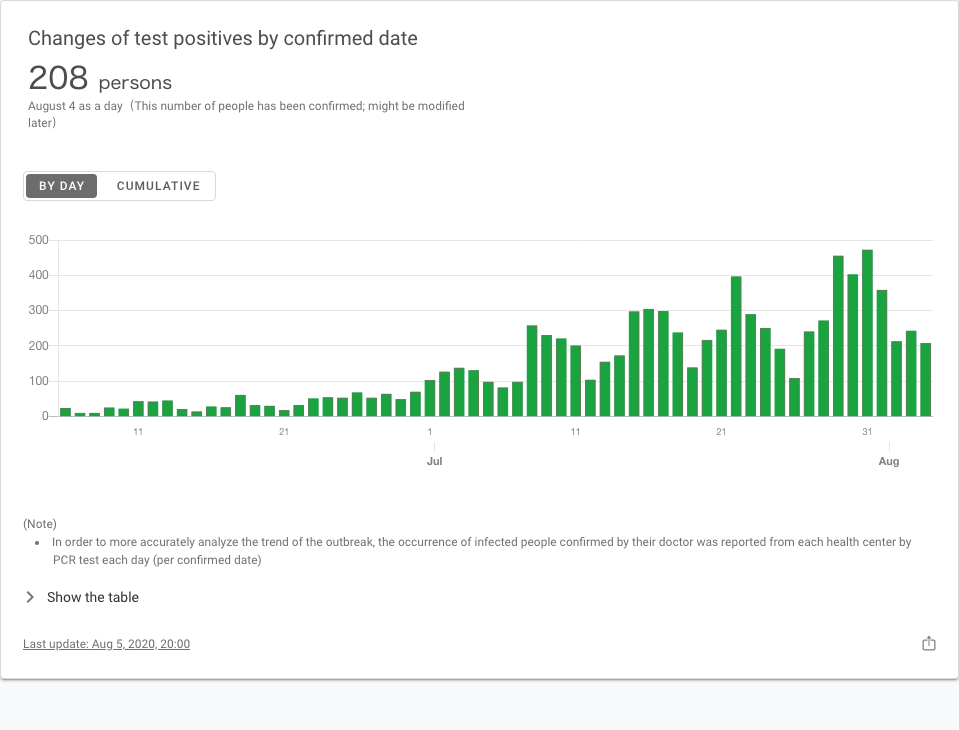 Changes of test positives by confirmed date
208 persons
August 4 as a day（This number of people has been confirmed; might be modified
later）
BY DAY CUMULATIVE
500
400
300
200
100
0
11 21 1 11 21 31
Jul Aug
(Note)
• In order to more accurately analyze the trend of the outbreak, the occurrence of infected people confirmed by their doctor was reported from each health center by
PCR test each day (per confirmed date)
Show the table
Last update: Aug 5, 2020, 20:00